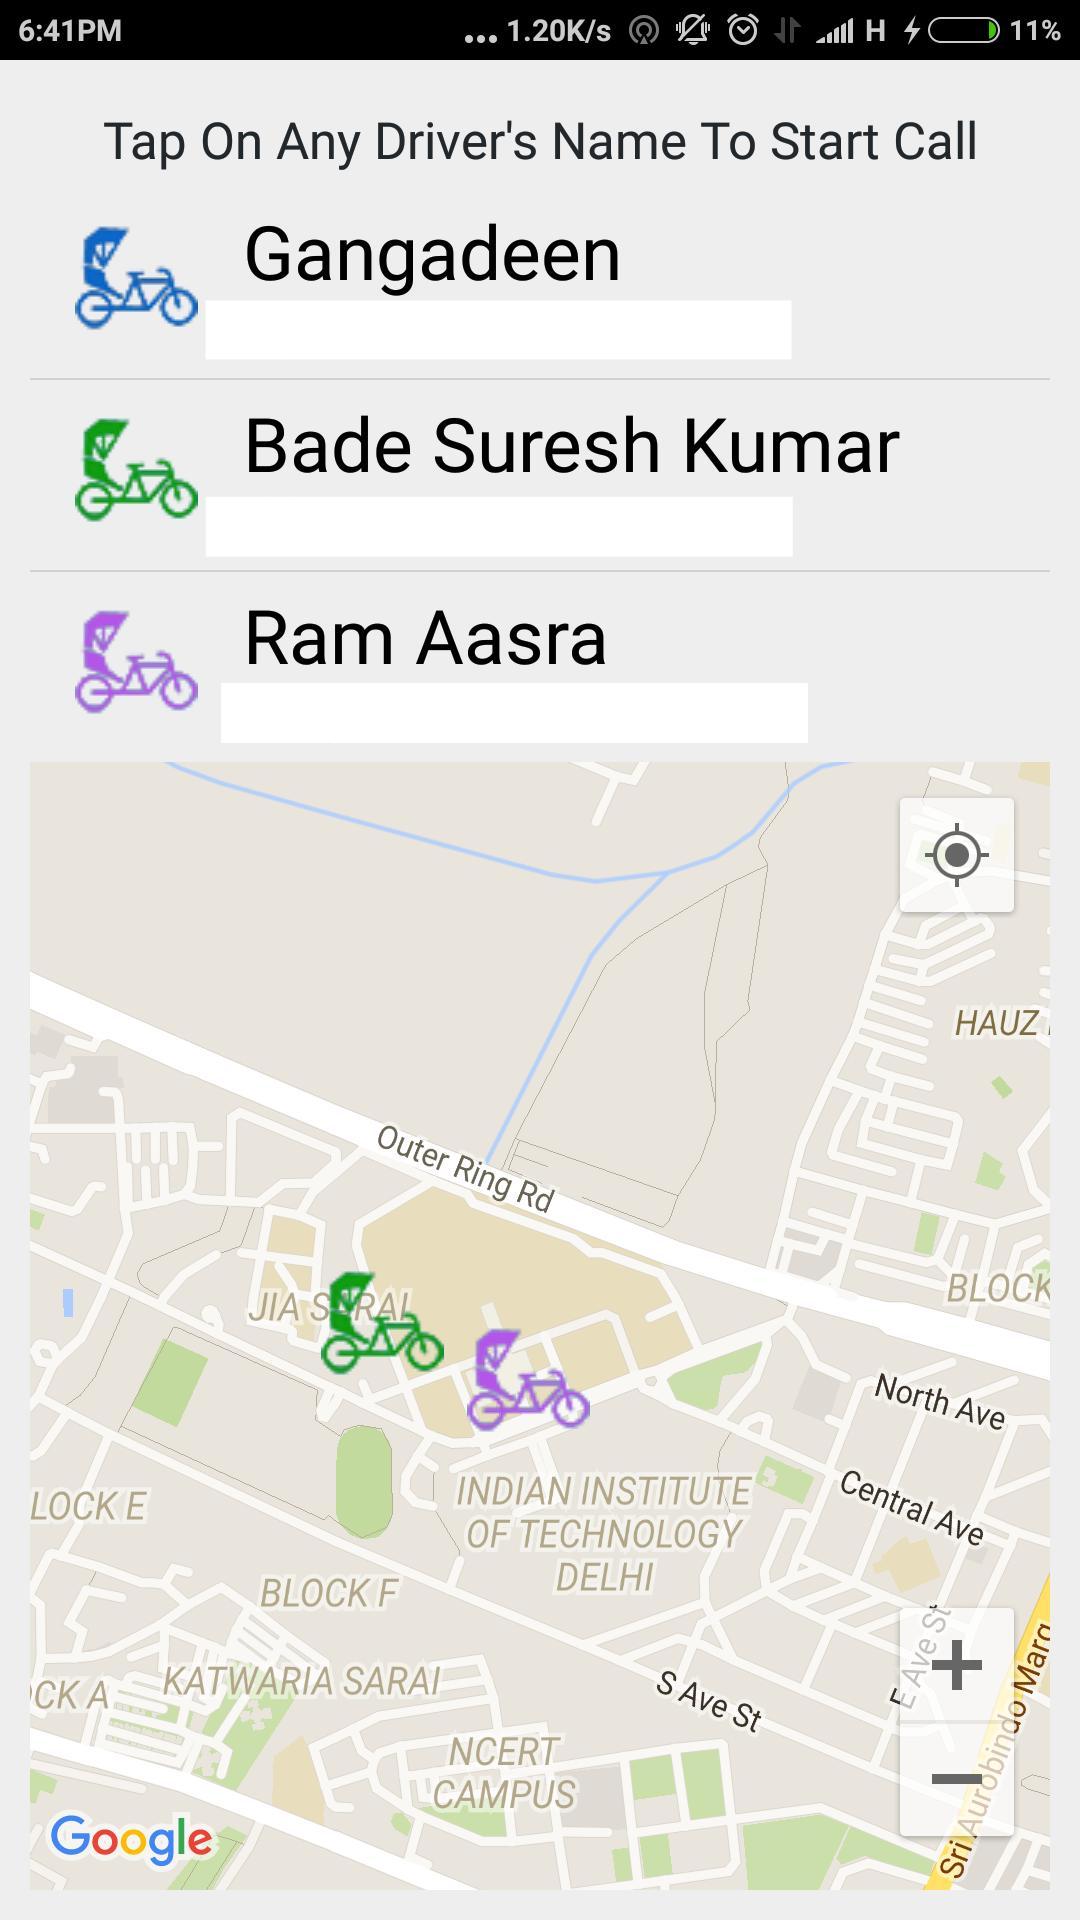 6:41PM
... 1.20K/s H 11%
Tap On Any Driver's Name To Start Call
Gangadeen
Bade Suresh Kumar
Ram Aasra
HAUZ
Outer Ring Rd
BLOCK
JIA SARAI
North Ave
Central Ave
INDIAN INSTITUTE
OF TECHNOLOGY
DELHI
LOCK E
BLOCK F
E Ave St
KATWARIA SARAI
OCK A
S Ave St
Sri Aurobindo Marg
NCERT
CAMPUS
Google